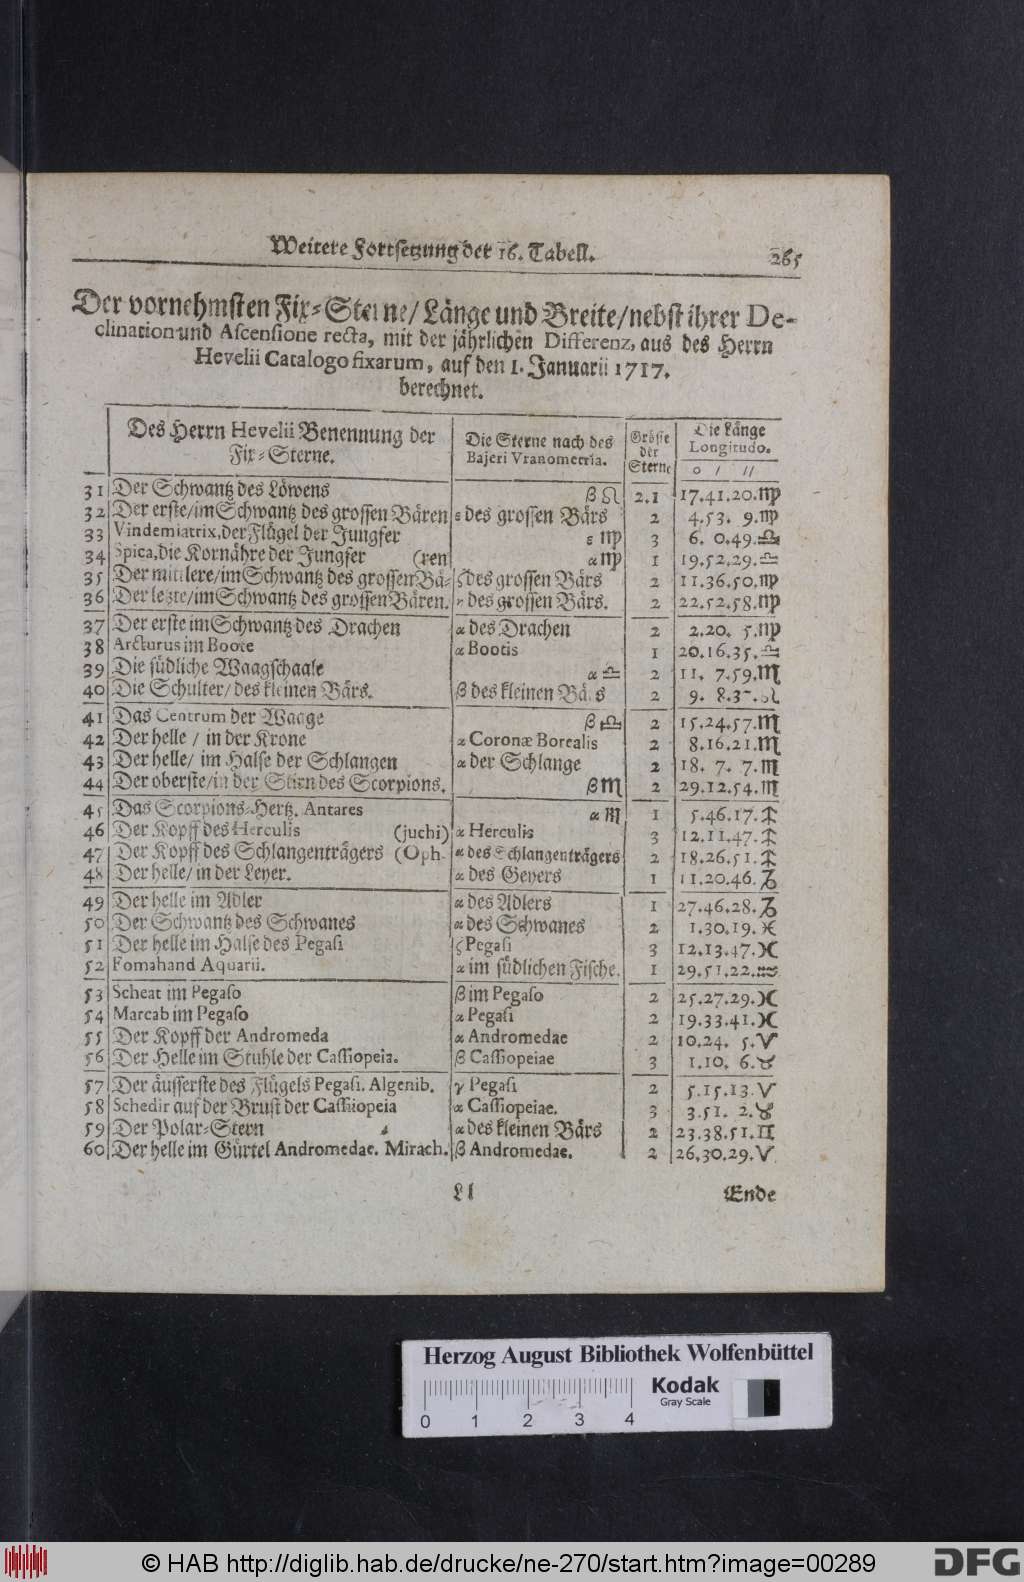 Weitere Fortsetzung der 16. Tabell.
265
Der vornehmsten Fix-Sterne/Länge und Breite/nebst ihrer De-
clination und Ascensione recta, mit der jährlichen Differenz, aus des Herrn
Hevelii Catalogo fixarum, auf den 1. Januarii 1717.
berechnet.
Des Herrn Hevelii Benennung der Fix-Sterne. Die Sterne nach des Bajeri Vranometria. Grösse der Sterne Die Länge Longitudo.
o / //
31 Der Schwantz des Löwens β ♌ 2.1 17.41.20.♍
32 Der erste/im Schwantz des grossen Bären ε des grossen Bärs 2 4.53. 9.♍
33 Vindemiatrix, der Flügel der Jungfer ε ♍ 3 6. 0.49.♎
34 Spica, die Kornähre der Jungfer (ren α ♍ 1 19.52.29.♎
35 Der mittlere/im Schwantz des grossen Bä- ζ des grossen Bärs 2 11.36.50.♍
36 Der letzte/im Schwantz des grossen Bären. η des grossen Bärs. 2 22.52.58.♍
37 Der erste im Schwantz des Drachen α des Drachen 2 2.20. 5.♍
38 Arcturus im Boote α Bootis 1 20.16.35.♎
39 Die südliche Waagschaale α ♎ 2 11. 7.59.♏
40 Die Schulter/des kleinen Bärs. β des kleinen Bärs 2 9. 8.3 .♌
41 Das Centrum der Waage β ♎ 2 15.24.57.♏
42 Der helle / in der Krone α Coronæ Borealis 2 8.16.21.♏
43 Der helle/ im Halse der Schlangen α der Schlange 2 18. 7. 7.♏
44 Der oberste/in der Stirn des Scorpions. β ♏ 2 29.12.54.♏
45 Das Scorpions-Hertz. Antares α ♏ 1 5.46.17.♐
46 Der Kopff des Herculis (juchi) α Herculis 3 12.11.47.♐
47 Der Kopff des Schlangenträgers (Oph- α des Schlangenträgers 2 18.26.51.♐
48 Der helle/ in der Leyer. α des Geyers 1 11.20.46.♑
49 Der helle im Adler α des Adlers 1 27.46.28.♑
50 Der Schwantz des Schwanes α des Schwanes 2 1.30.19.♓
51 Der helle im Halse des Pegasi ζ Pegasi 3 12.13.47.♓
52 Fomahand Aquarii. α im südlichen Fische. 1 29.51.22.♒
53 Scheat im Pegaso β im Pegaso 2 25.27.29.♓
54 Marcab im Pegaso α Pegasi 2 19.33.41.♓
55 Der Kopff der Andromeda α Andromedae 2 10.24. 5.♈
56 Der Helle im Stuhle der Cassiopeia. β Cassiopeiae 3 1.10. 6.♉
57 Der äusserste des Flügels Pegasi. Algenib. γ Pegasi 2 5.15.13.♈
58 Schedir auf der Brust der Cassiopeia α Cassiopeiae. 3 3.51. 2.♉
59 Der Polar-Stern α des kleinen Bärs 2 23.38.51.♊
60 Der helle im Gürtel Andromedae. Mirach. β Andromedae. 2 26.30.29.♈
Ll
Ende
Herzog August Bibliothek Wolfenbüttel
Kodak
Gray Scale
0 1 2 3 4
© HAB http://diglib.hab.de/drucke/ne-270/start.htm?image=00289
DFG